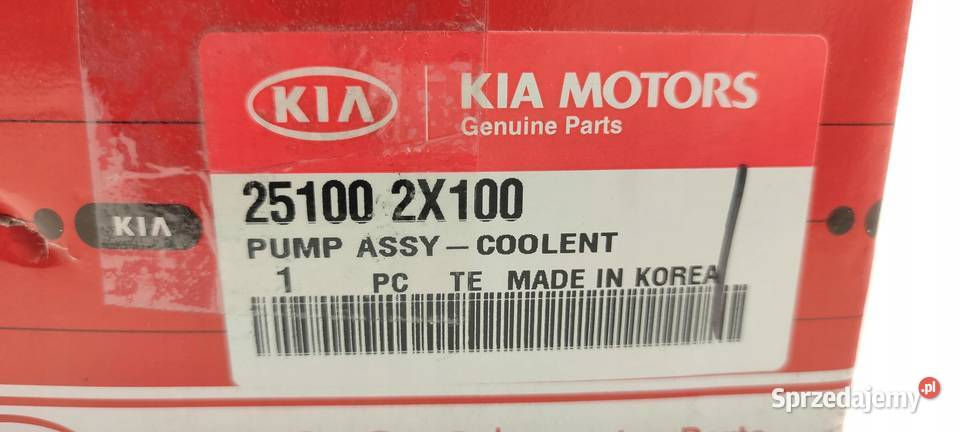 KIA
KIA MOTORS
Genuine Parts
25100 2X100
KIA
PUMP ASSY - COOLENT
1 PC TE MADE IN KOREA
Parts
Sprzedajemy.pl